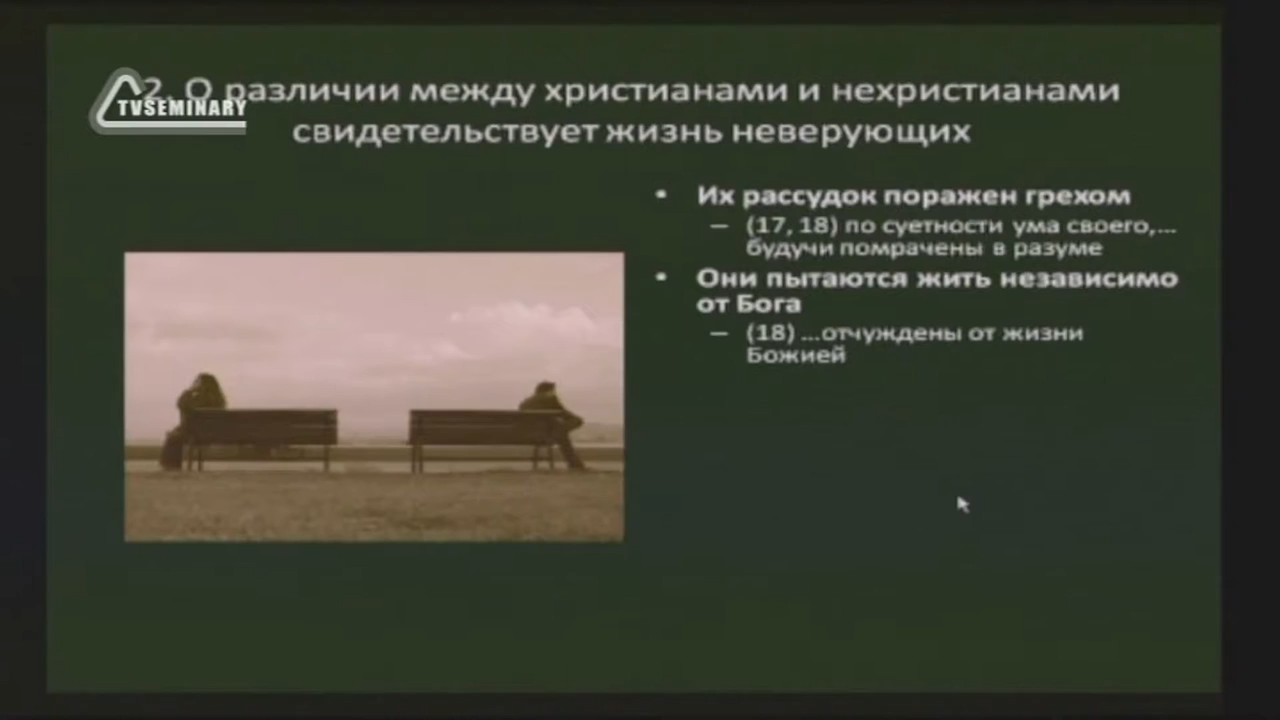 2. О различии между христианами и нехристианами
свидетельствует жизнь неверующих
TVSEMINARY
• Их рассудок поражен грехом
– (17, 18) по суетности ума своего,...
будучи помрачены в разуме
• Они пытаются жить независимо
от Бога
– (18) ...отчуждены от жизни
Божией